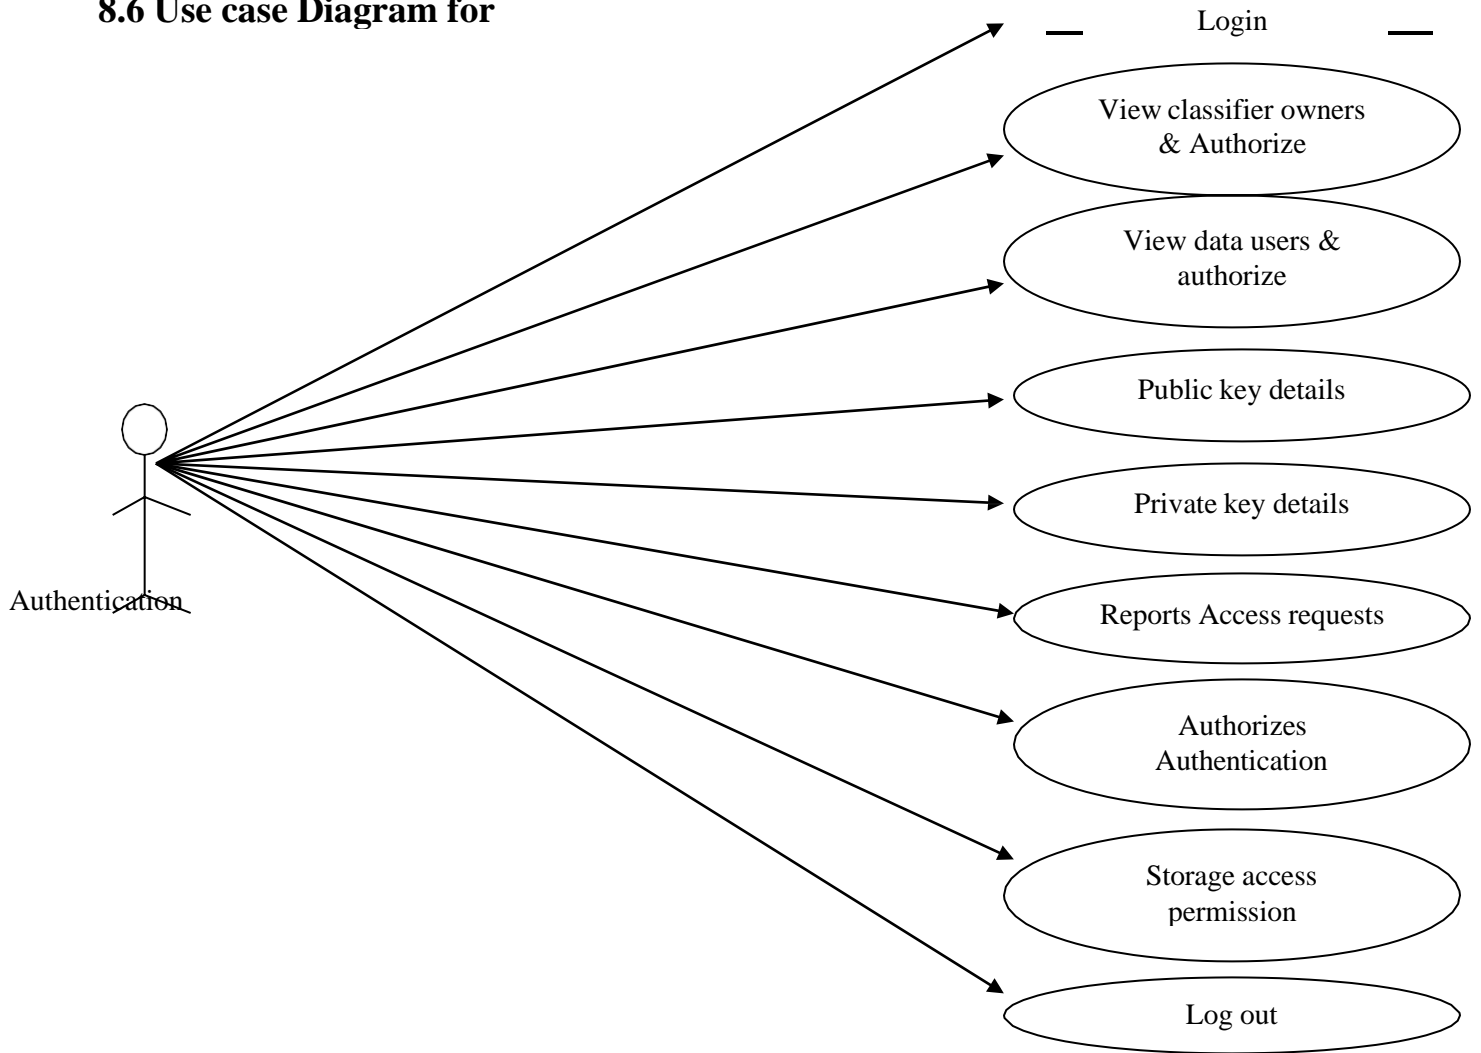 8.6 Use case Diagram for
Login
View classifier owners
& Authorize
View data users &
authorize
Public key details
Private key details
Authentication
Reports Access requests
Authorizes
Authentication
Storage access
permission
Log out